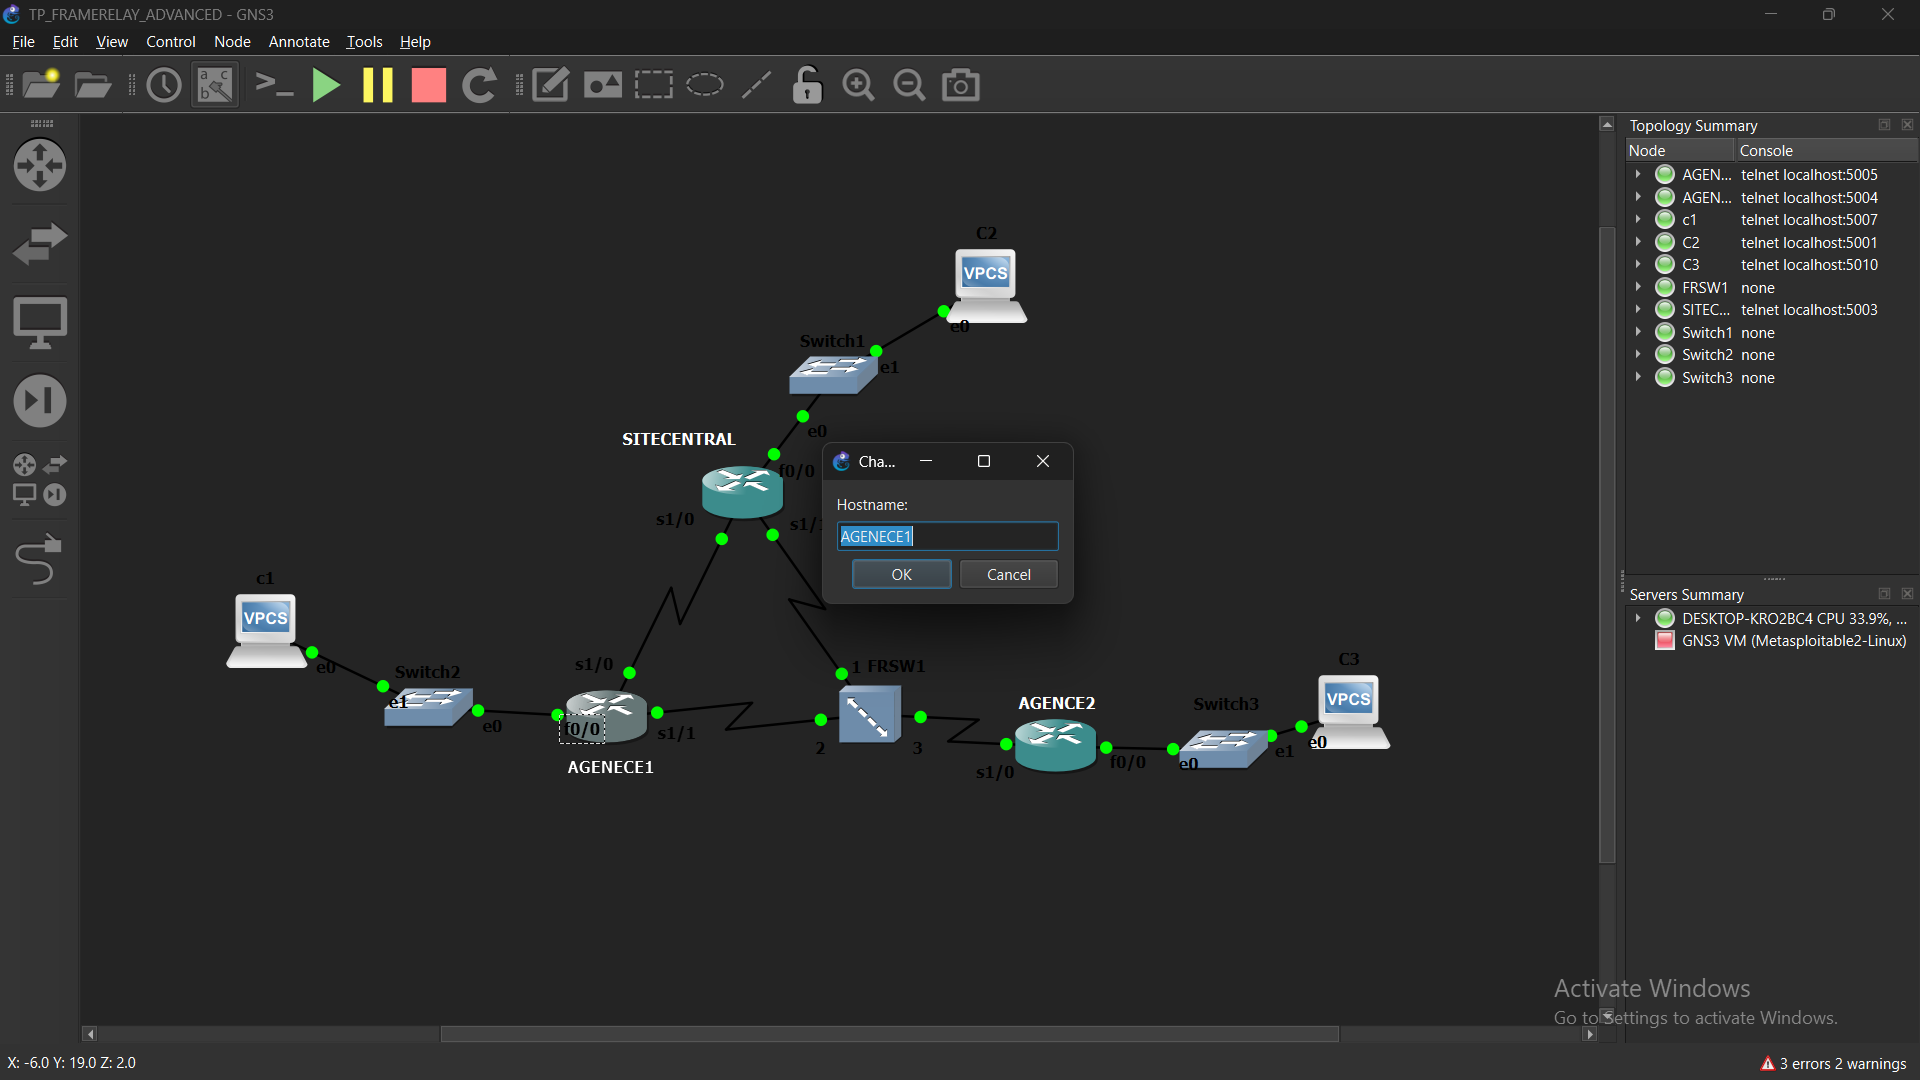 TP_FRAMERELAY_ADVANCED - GNS3
File Edit View Control Node Annotate Tools Help
Topology Summary
Node Console
AGEN... telnet localhost:5005
AGEN... telnet localhost:5004
c1 telnet localhost:5007
C2 telnet localhost:5001
C3 telnet localhost:5010
FRSW1 none
SITEC... telnet localhost:5003
Switch1 none
Switch2 none
Switch3 none
C2
VPCS
e0
Switch1
e1
e0
SITECENTRAL
f0/0
s1/0
s1/1
Cha...
Hostname:
AGENECE1
OK Cancel
c1
VPCS
e0
Switch2
e1
e0
s1/0
f0/0
s1/1
AGENECE1
1 FRSW1
2
3
AGENCE2
s1/0
f0/0
Switch3
e0
e1
C3
VPCS
e0
Servers Summary
DESKTOP-KRO2BC4 CPU 33.9%, ...
GNS3 VM (Metasploitable2-Linux)
Activate Windows
Go to Settings to activate Windows.
X: -6.0 Y: 19.0 Z: 2.0
3 errors 2 warnings